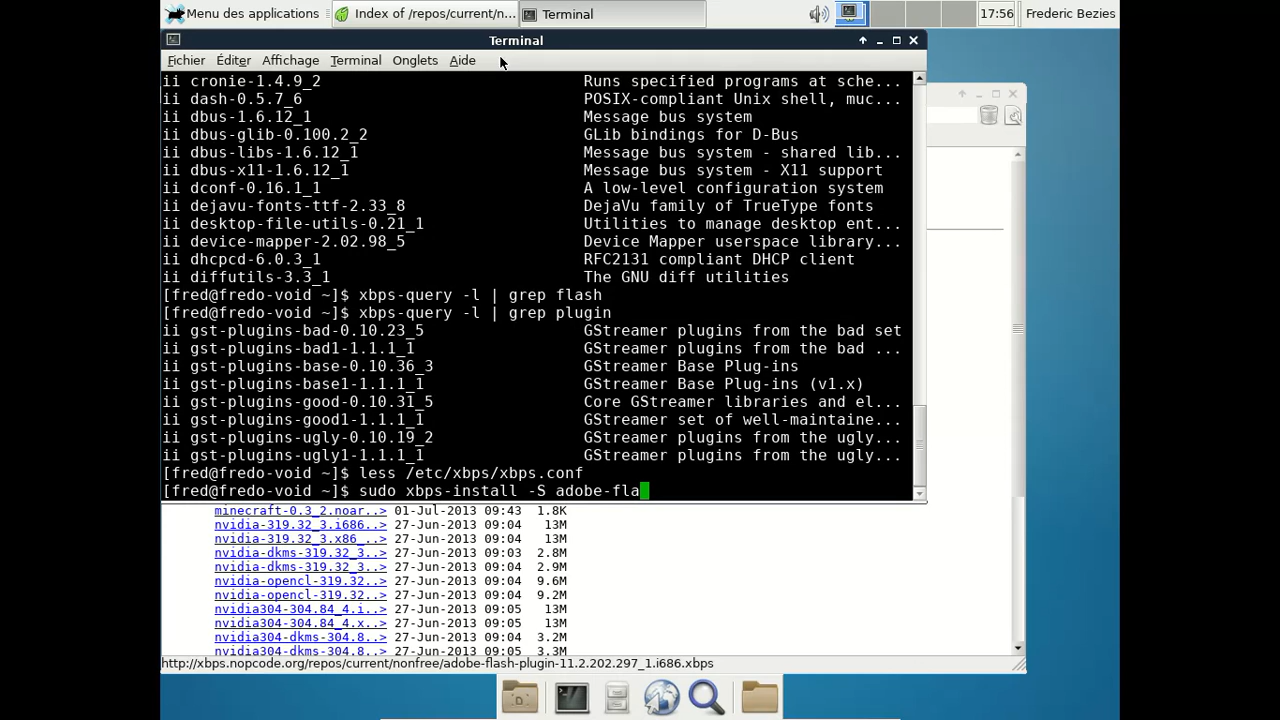 Menu des applications
Index of /repos/current/n...
Terminal
17:56
Frederic Bezies
Terminal
Fichier Éditer Affichage Terminal Onglets Aide
ii cronie-1.4.9_2 Runs specified programs at sche...
ii dash-0.5.7_6 POSIX-compliant Unix shell, muc...
ii dbus-1.6.12_1 Message bus system
ii dbus-glib-0.100.2_2 GLib bindings for D-Bus
ii dbus-libs-1.6.12_1 Message bus system - shared lib...
ii dbus-x11-1.6.12_1 Message bus system - X11 support
ii dconf-0.16.1_1 A low-level configuration system
ii dejavu-fonts-ttf-2.33_8 DejaVu family of TrueType fonts
ii desktop-file-utils-0.21_1 Utilities to manage desktop ent...
ii device-mapper-2.02.98_5 Device Mapper userspace library...
ii dhcpcd-6.0.3_1 RFC2131 compliant DHCP client
ii diffutils-3.3_1 The GNU diff utilities
[fred@fredo-void ~]$ xbps-query -l | grep flash
[fred@fredo-void ~]$ xbps-query -l | grep plugin
ii gst-plugins-bad-0.10.23_5 GStreamer plugins from the bad set
ii gst-plugins-bad1-1.1.1_1 GStreamer plugins from the bad ...
ii gst-plugins-base-0.10.36_3 GStreamer Base Plug-ins
ii gst-plugins-base1-1.1.1_1 GStreamer Base Plug-ins (v1.x)
ii gst-plugins-good-0.10.31_5 Core GStreamer libraries and el...
ii gst-plugins-good1-1.1.1_1 GStreamer set of well-maintaine...
ii gst-plugins-ugly-0.10.19_2 GStreamer plugins from the ugly...
ii gst-plugins-ugly1-1.1.1_1 GStreamer plugins from the ugly...
[fred@fredo-void ~]$ less /etc/xbps/xbps.conf
[fred@fredo-void ~]$ sudo xbps-install -S adobe-fla
minecraft-0.3_2.noar..> 01-Jul-2013 09:43 1.8K
nvidia-319.32_3.i686..> 27-Jun-2013 09:04 13M
nvidia-319.32_3.x86_..> 27-Jun-2013 09:04 13M
nvidia-dkms-319.32_3..> 27-Jun-2013 09:03 2.8M
nvidia-dkms-319.32_3..> 27-Jun-2013 09:04 2.9M
nvidia-opencl-319.32..> 27-Jun-2013 09:04 9.6M
nvidia-opencl-319.32..> 27-Jun-2013 09:04 9.2M
nvidia304-304.84_4.i..> 27-Jun-2013 09:05 13M
nvidia304-304.84_4.x..> 27-Jun-2013 09:05 13M
nvidia304-dkms-304.8..> 27-Jun-2013 09:04 3.2M
nvidia304-dkms-304.8..> 27-Jun-2013 09:05 3.3M
http://xbps.nopcode.org/repos/current/nonfree/adobe-flash-plugin-11.2.202.297_1.i686.xbps